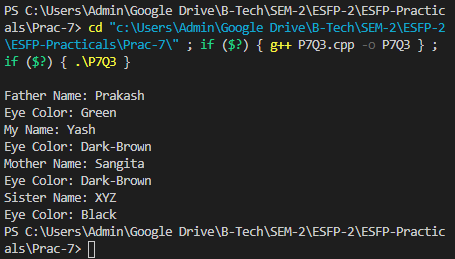 PS C:\Users\Admin\Google Drive\B-Tech\SEM-2\ESFP-2\ESFP-Practic
als\Prac-7> cd "c:\Users\Admin\Google Drive\B-Tech\SEM-2\ESFP-2
\ESFP-Practicals\Prac-7\" ; if ($?) { g++ P7Q3.cpp -o P7Q3 } ;
if ($?) { .\P7Q3 }

Father Name: Prakash
Eye Color: Green
My Name: Yash
Eye Color: Dark-Brown
Mother Name: Sangita
Eye Color: Dark-Brown
Sister Name: XYZ
Eye Color: Black
PS C:\Users\Admin\Google Drive\B-Tech\SEM-2\ESFP-2\ESFP-Practic
als\Prac-7>